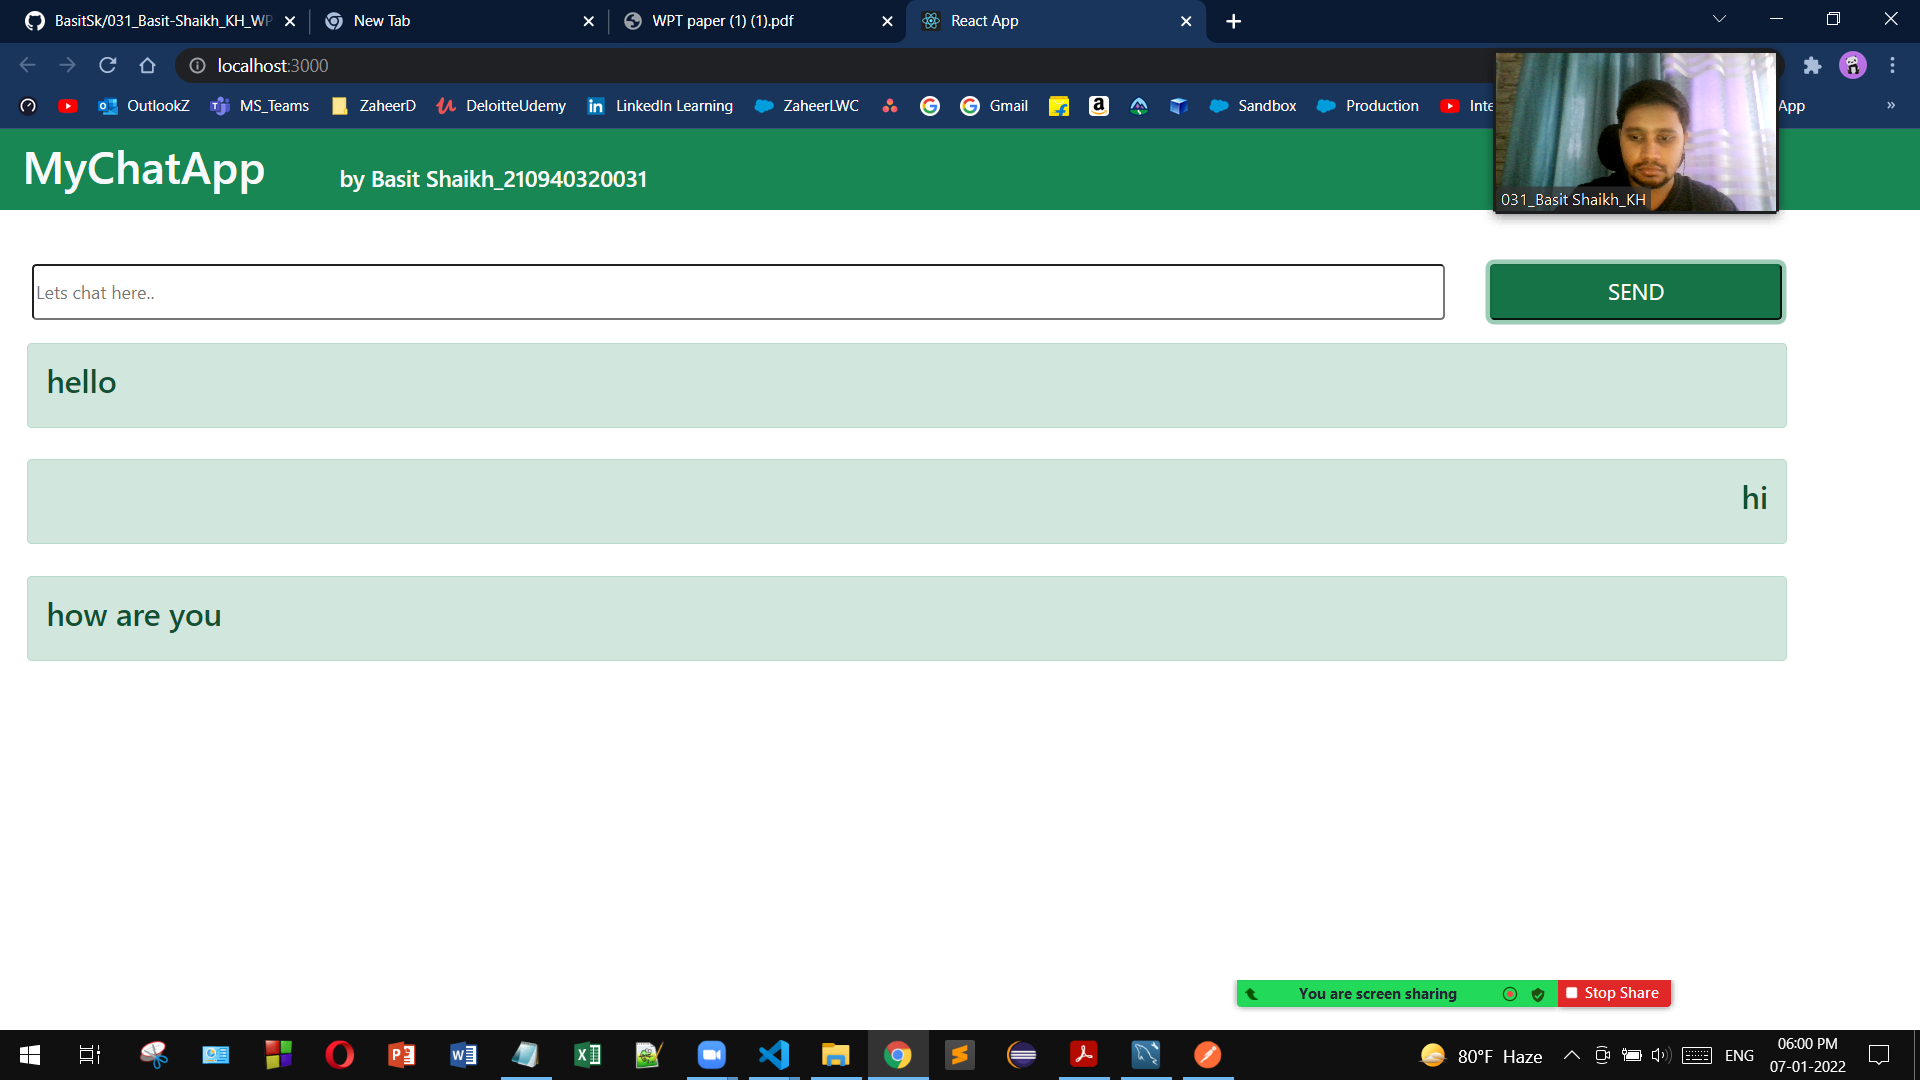 BasitSk/031_Basit-Shaikh_KH_WP
New Tab
WPT paper (1) (1).pdf
React App
localhost:3000
OutlookZ
MS_Teams
ZaheerD
DeloitteUdemy
LinkedIn Learning
ZaheerLWC
Gmail
Sandbox
Production
Inte
App
MyChatApp
by Basit Shaikh_210940320031
031_Basit Shaikh_KH
Lets chat here..
SEND
hello
hi
how are you
You are screen sharing
Stop Share
80°F Haze
ENG
06:00 PM
07-01-2022